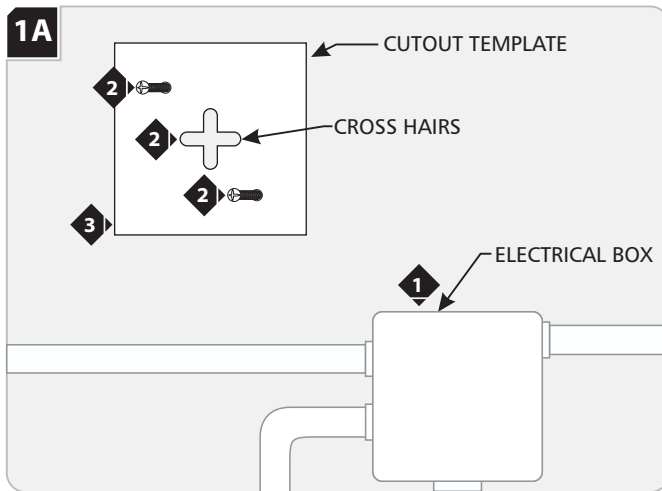 1A
CUTOUT TEMPLATE
2
2
CROSS HAIRS
2
3
ELECTRICAL BOX
1